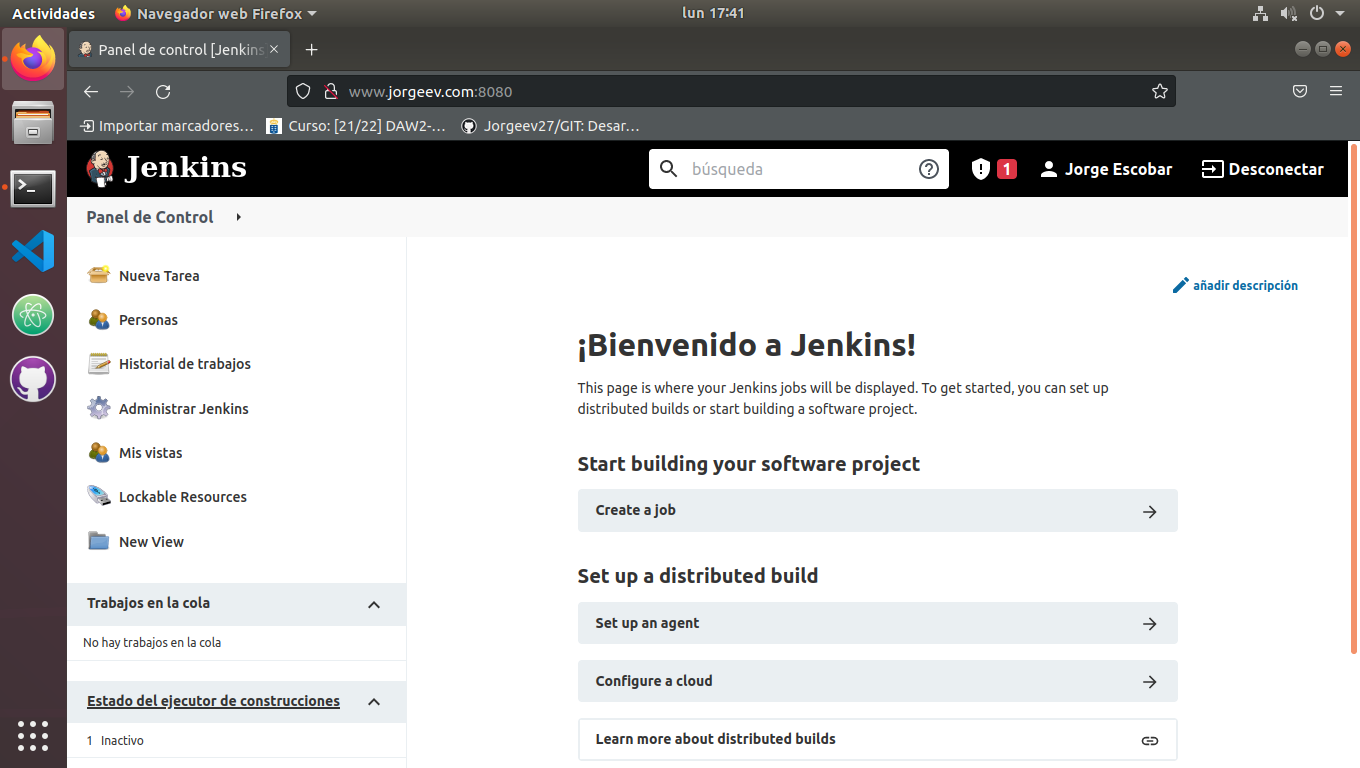 Actividades
Navegador web Firefox
lun 17:41
Panel de control [Jenkins
www.jorgeev.com:8080
Importar marcadores…
Curso: [21/22] DAW2-…
Jorgeev27/GIT: Desar…
Jenkins
búsqueda
1
Jorge Escobar
Desconectar
Panel de Control
Nueva Tarea
Personas
Historial de trabajos
Administrar Jenkins
Mis vistas
Lockable Resources
New View
Trabajos en la cola
No hay trabajos en la cola
Estado del ejecutor de construcciones
1 Inactivo
añadir descripción
¡Bienvenido a Jenkins!
This page is where your Jenkins jobs will be displayed. To get started, you can set up
distributed builds or start building a software project.
Start building your software project
Create a job
Set up a distributed build
Set up an agent
Configure a cloud
Learn more about distributed builds